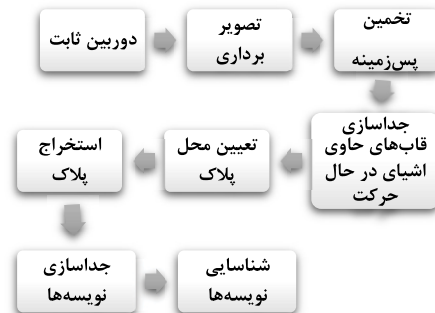 دوربین ثابت
تصویر
برداری
تخمین
پس‌زمینه
جداسازی
قاب‌های حاوی
اشیای در حال
حرکت
تعیین محل
پلاک
استخراج
پلاک
جداسازی
نویسه‌ها
شناسایی
نویسه‌ها